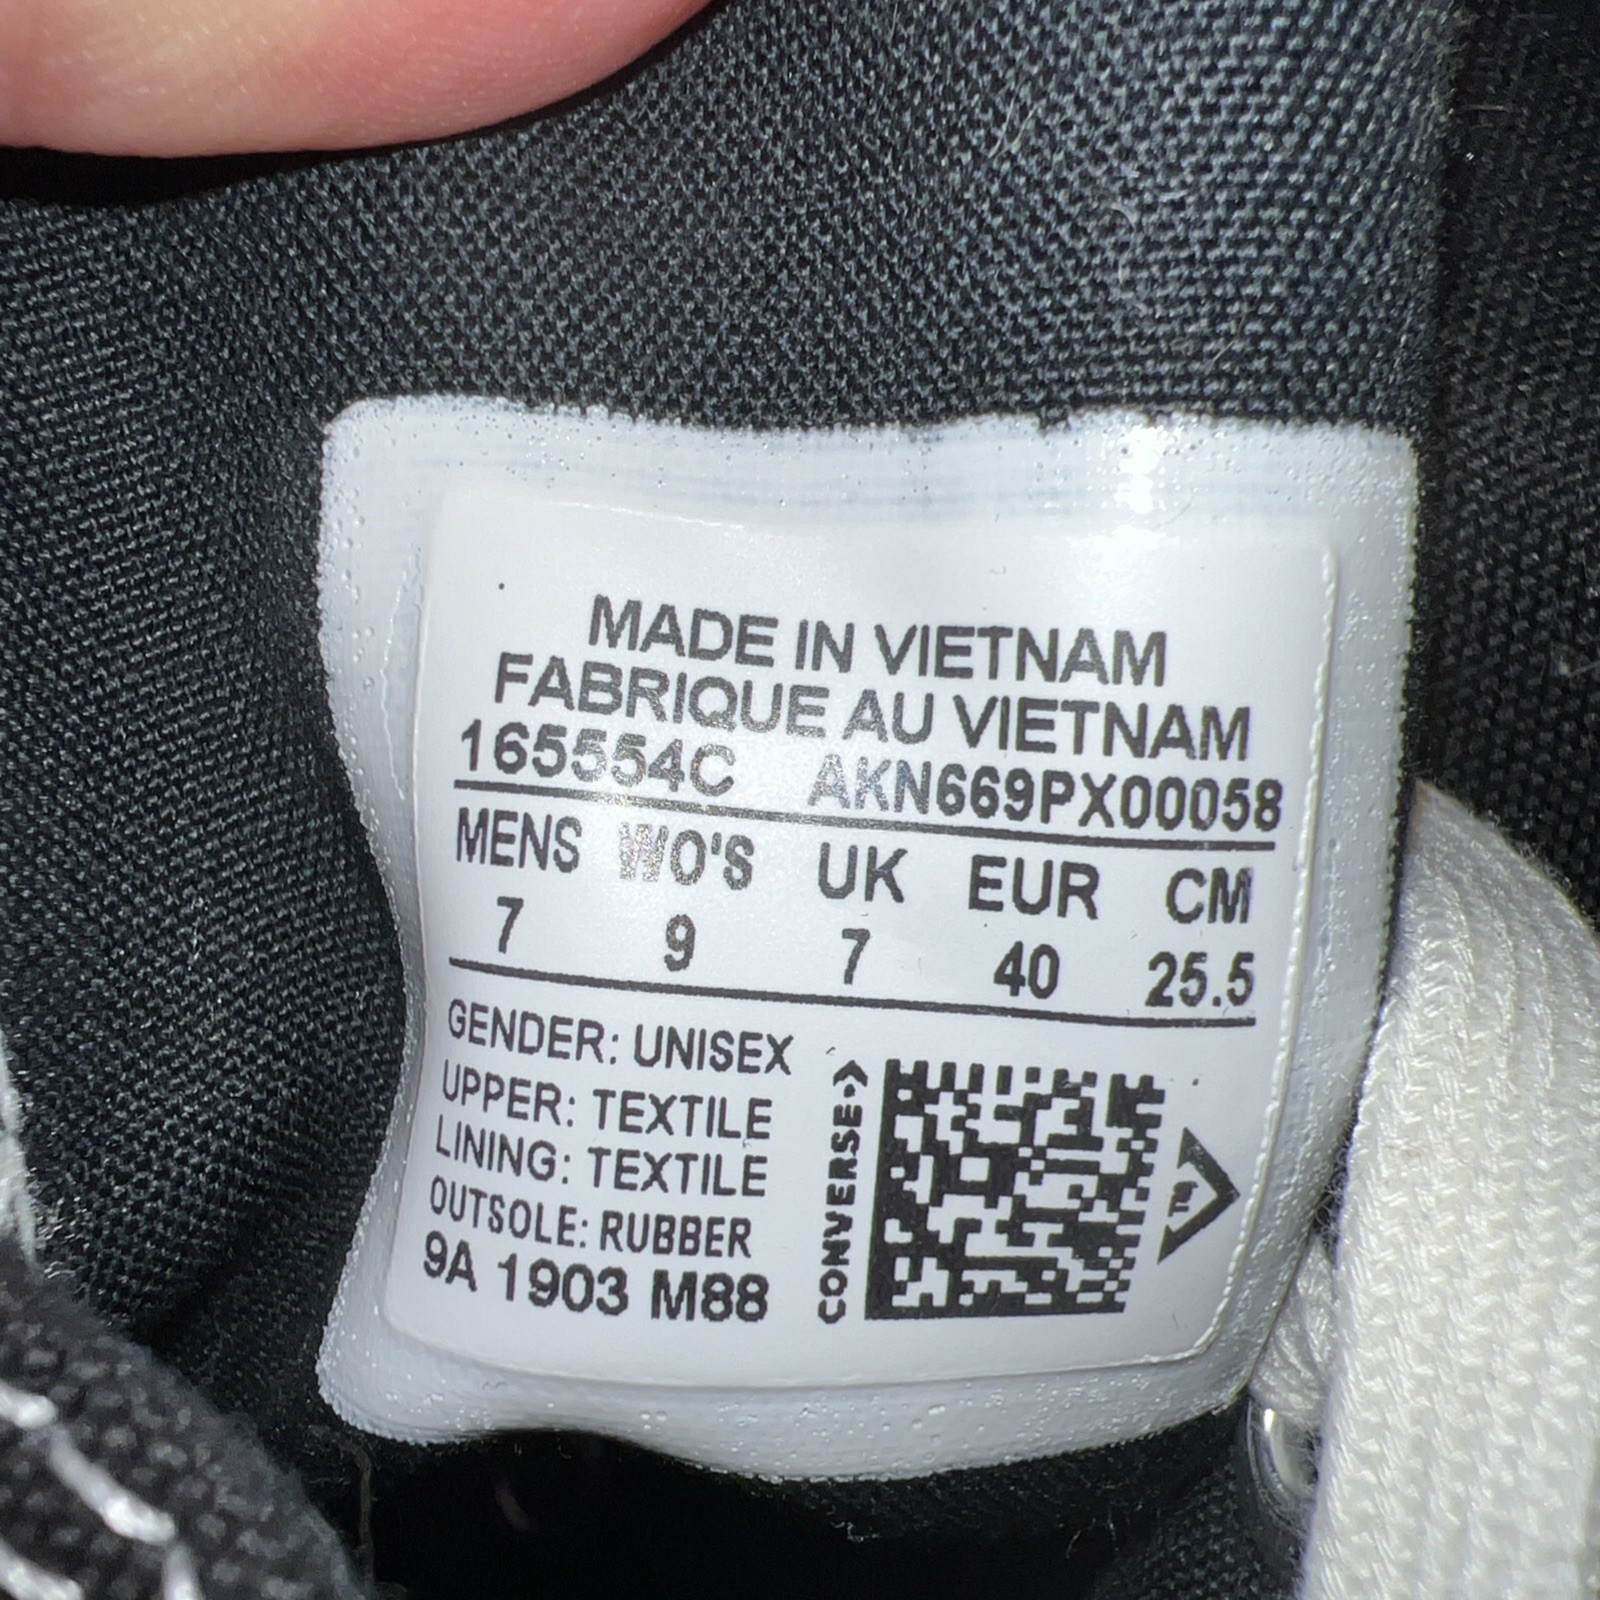 MADE IN VIETNAM
FABRIQUE AU VIETNAM
165554C AKN669PX00058
MENS WO'S UK EUR CM
7 9 7 40 25.5
GENDER: UNISEX
UPPER: TEXTILE
LINING: TEXTILE
OUTSOLE: RUBBER
9A 1903 M88
CONVERSE
TM